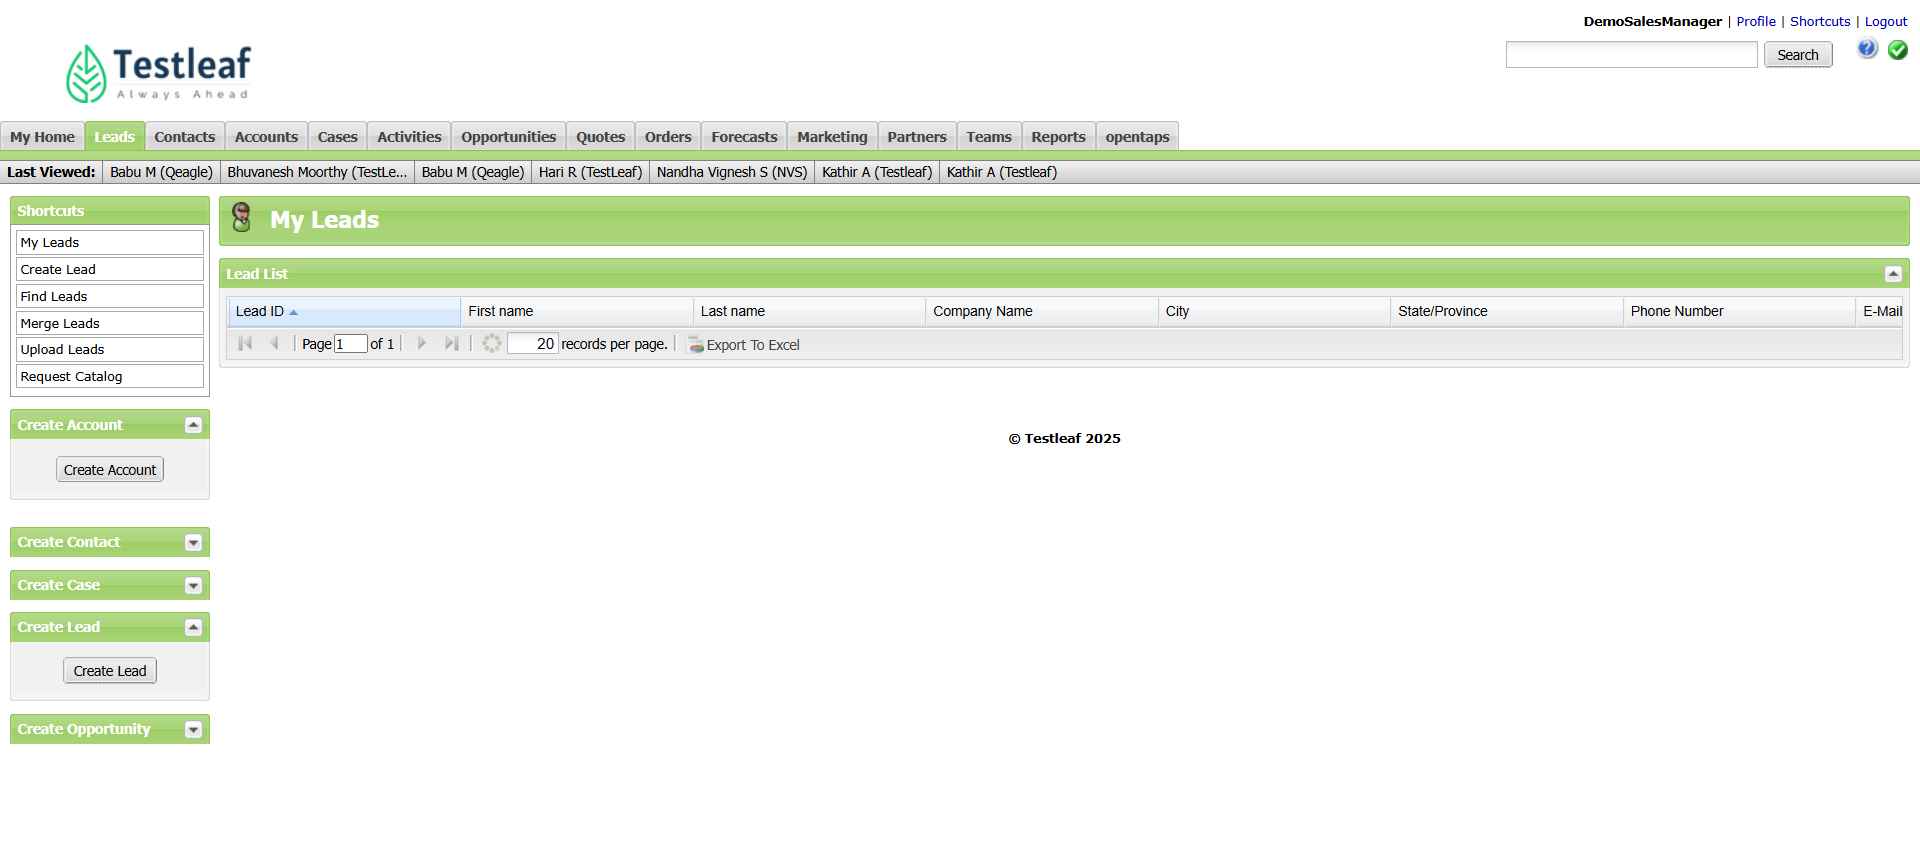 DemoSalesManager | Profile | Shortcuts | Logout
Search
Testleaf
Always Ahead
My Home Leads Contacts Accounts Cases Activities Opportunities Quotes Orders Forecasts Marketing Partners Teams Reports opentaps
Last Viewed: Babu M (Qeagle) Bhuvanesh Moorthy (TestLe... Babu M (Qeagle) Hari R (TestLeaf) Nandha Vignesh S (NVS) Kathir A (Testleaf) Kathir A (Testleaf)
Shortcuts
My Leads
Create Lead
Find Leads
Merge Leads
Upload Leads
Request Catalog
Create Account
Create Account
Create Contact
Create Case
Create Lead
Create Lead
Create Opportunity
My Leads
Lead List
Lead ID First name Last name Company Name City State/Province Phone Number E-Mail
Page 1 of 1 20 records per page. Export To Excel
© Testleaf 2025